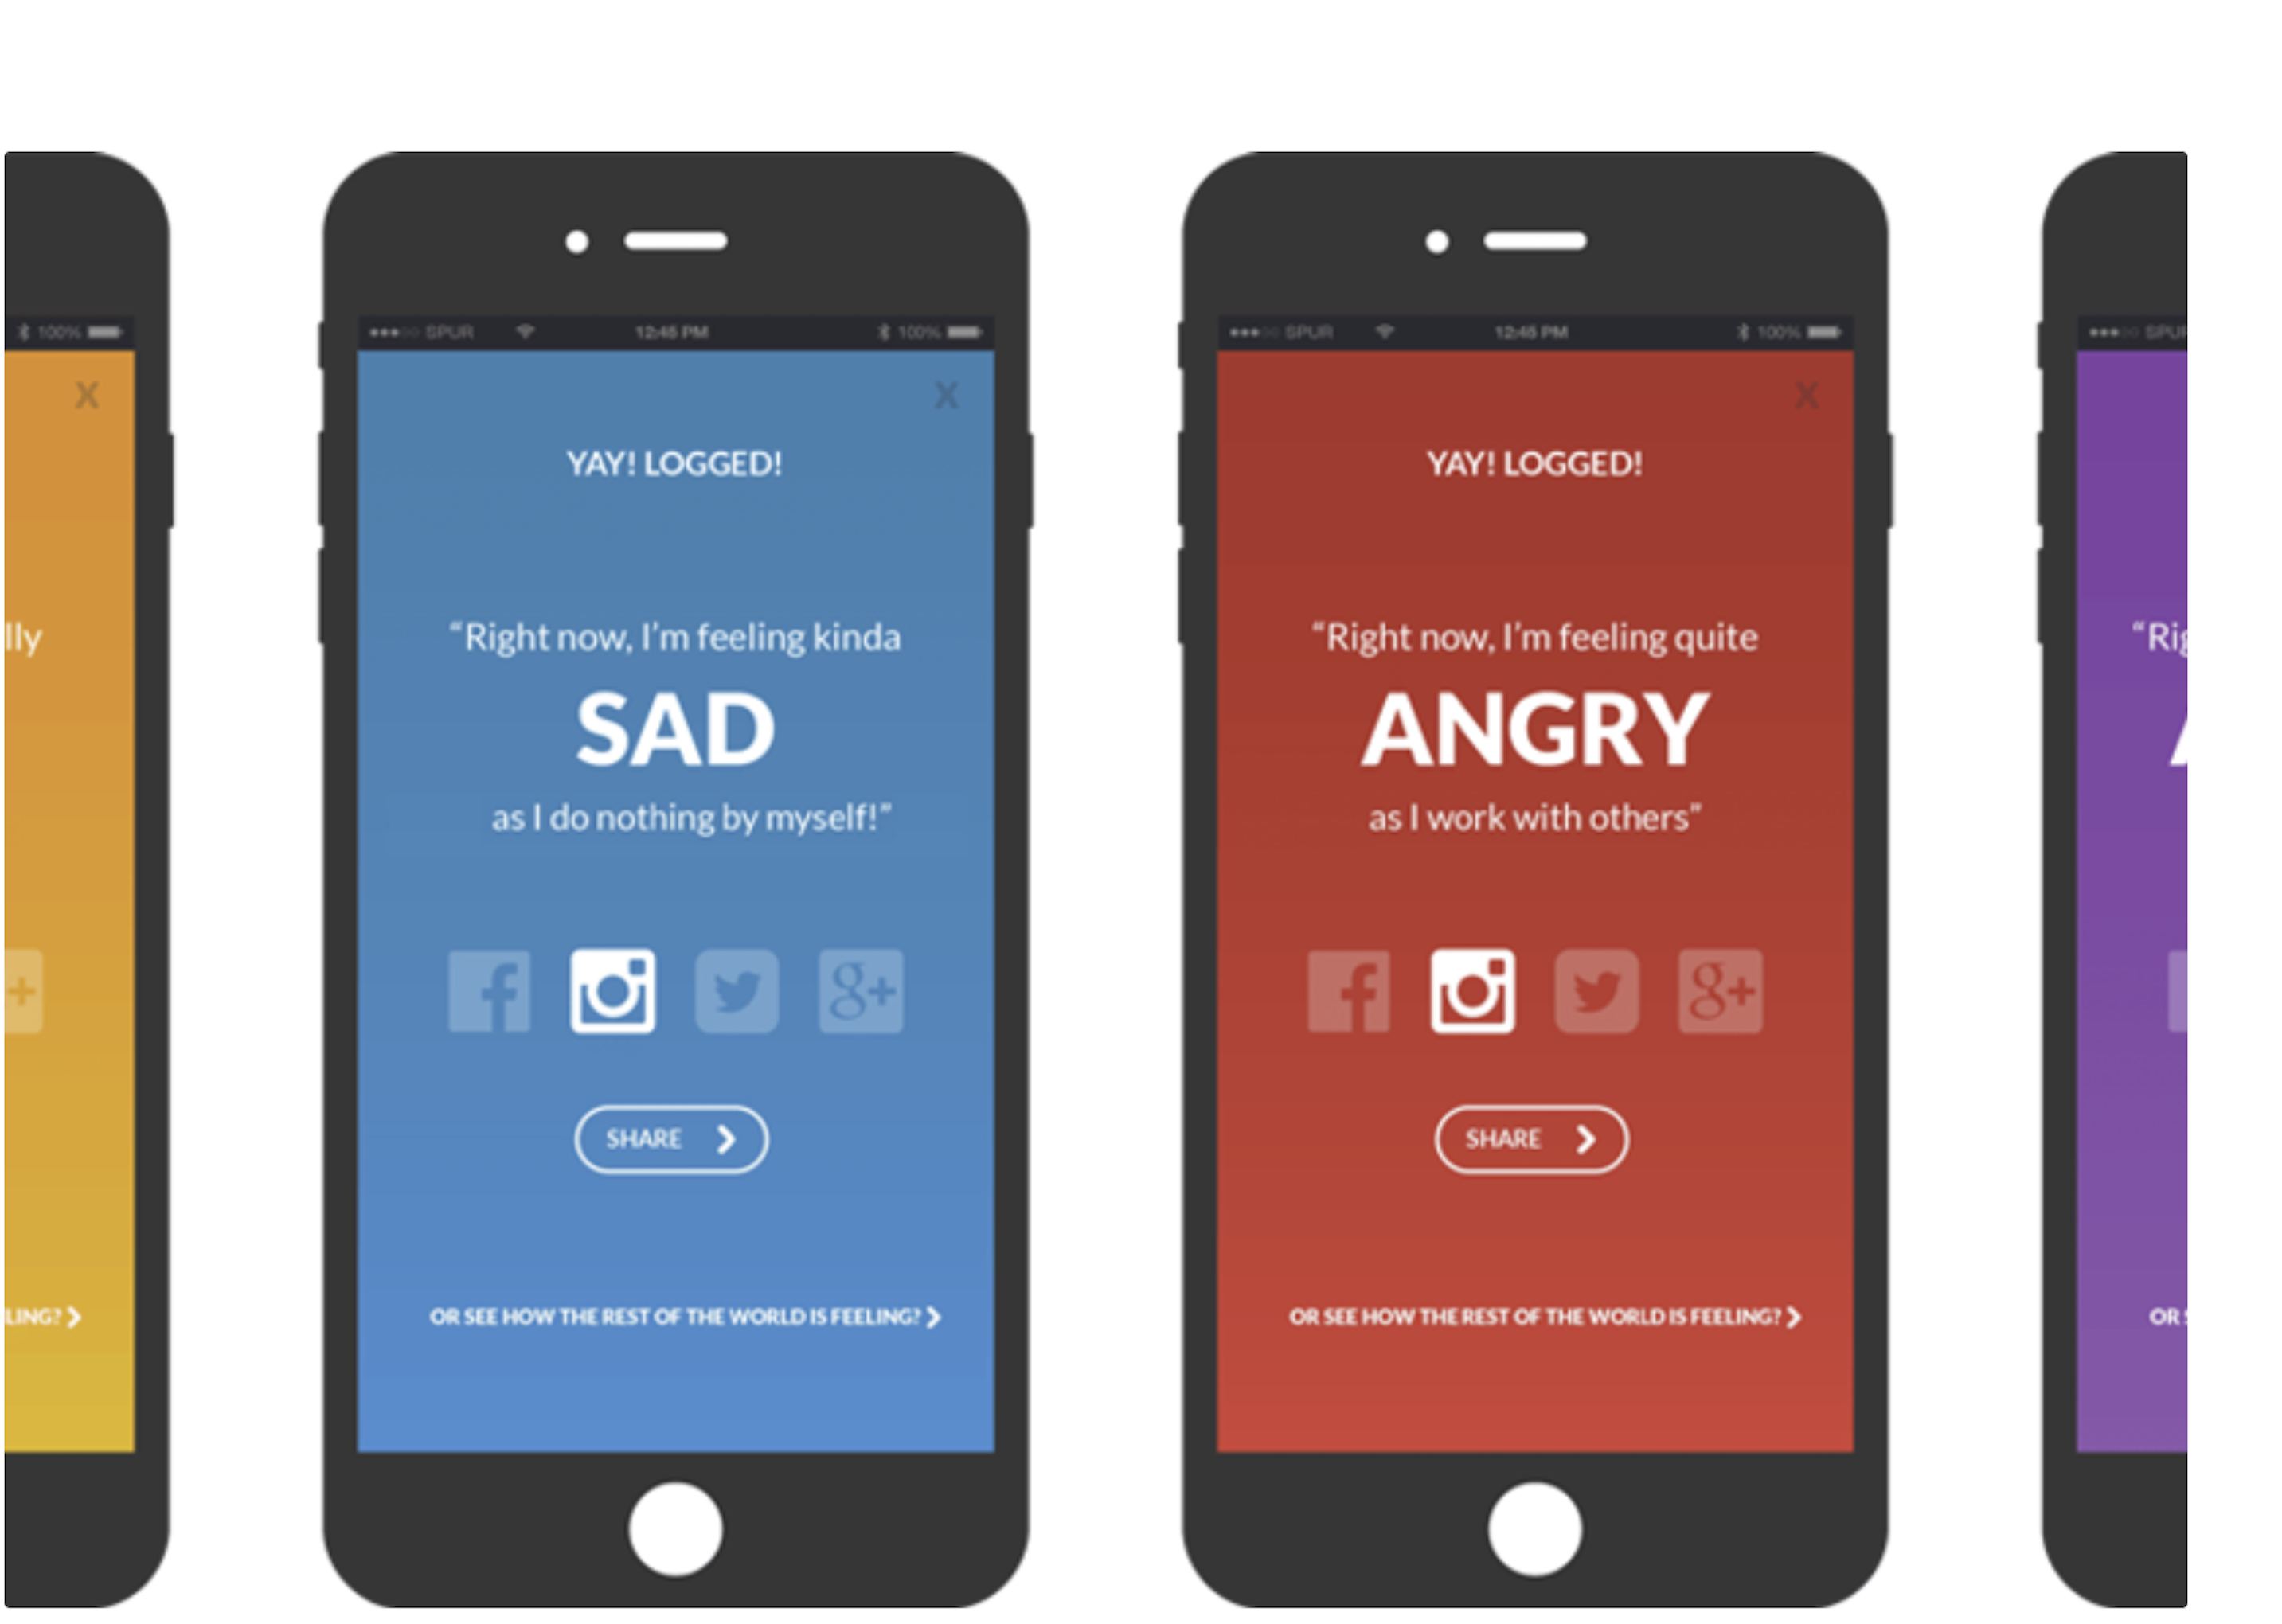 100%
X
lly
LING?
SPUR 12:45 PM 100%
X
YAY! LOGGED!
“Right now, I’m feeling kinda
SAD
as I do nothing by myself!”
SHARE
OR SEE HOW THE REST OF THE WORLD IS FEELING?
SPUR 12:45 PM 100%
X
YAY! LOGGED!
“Right now, I’m feeling quite
ANGRY
as I work with others”
SHARE
OR SEE HOW THE REST OF THE WORLD IS FEELING?
SPUR
“Rig
A
OR S